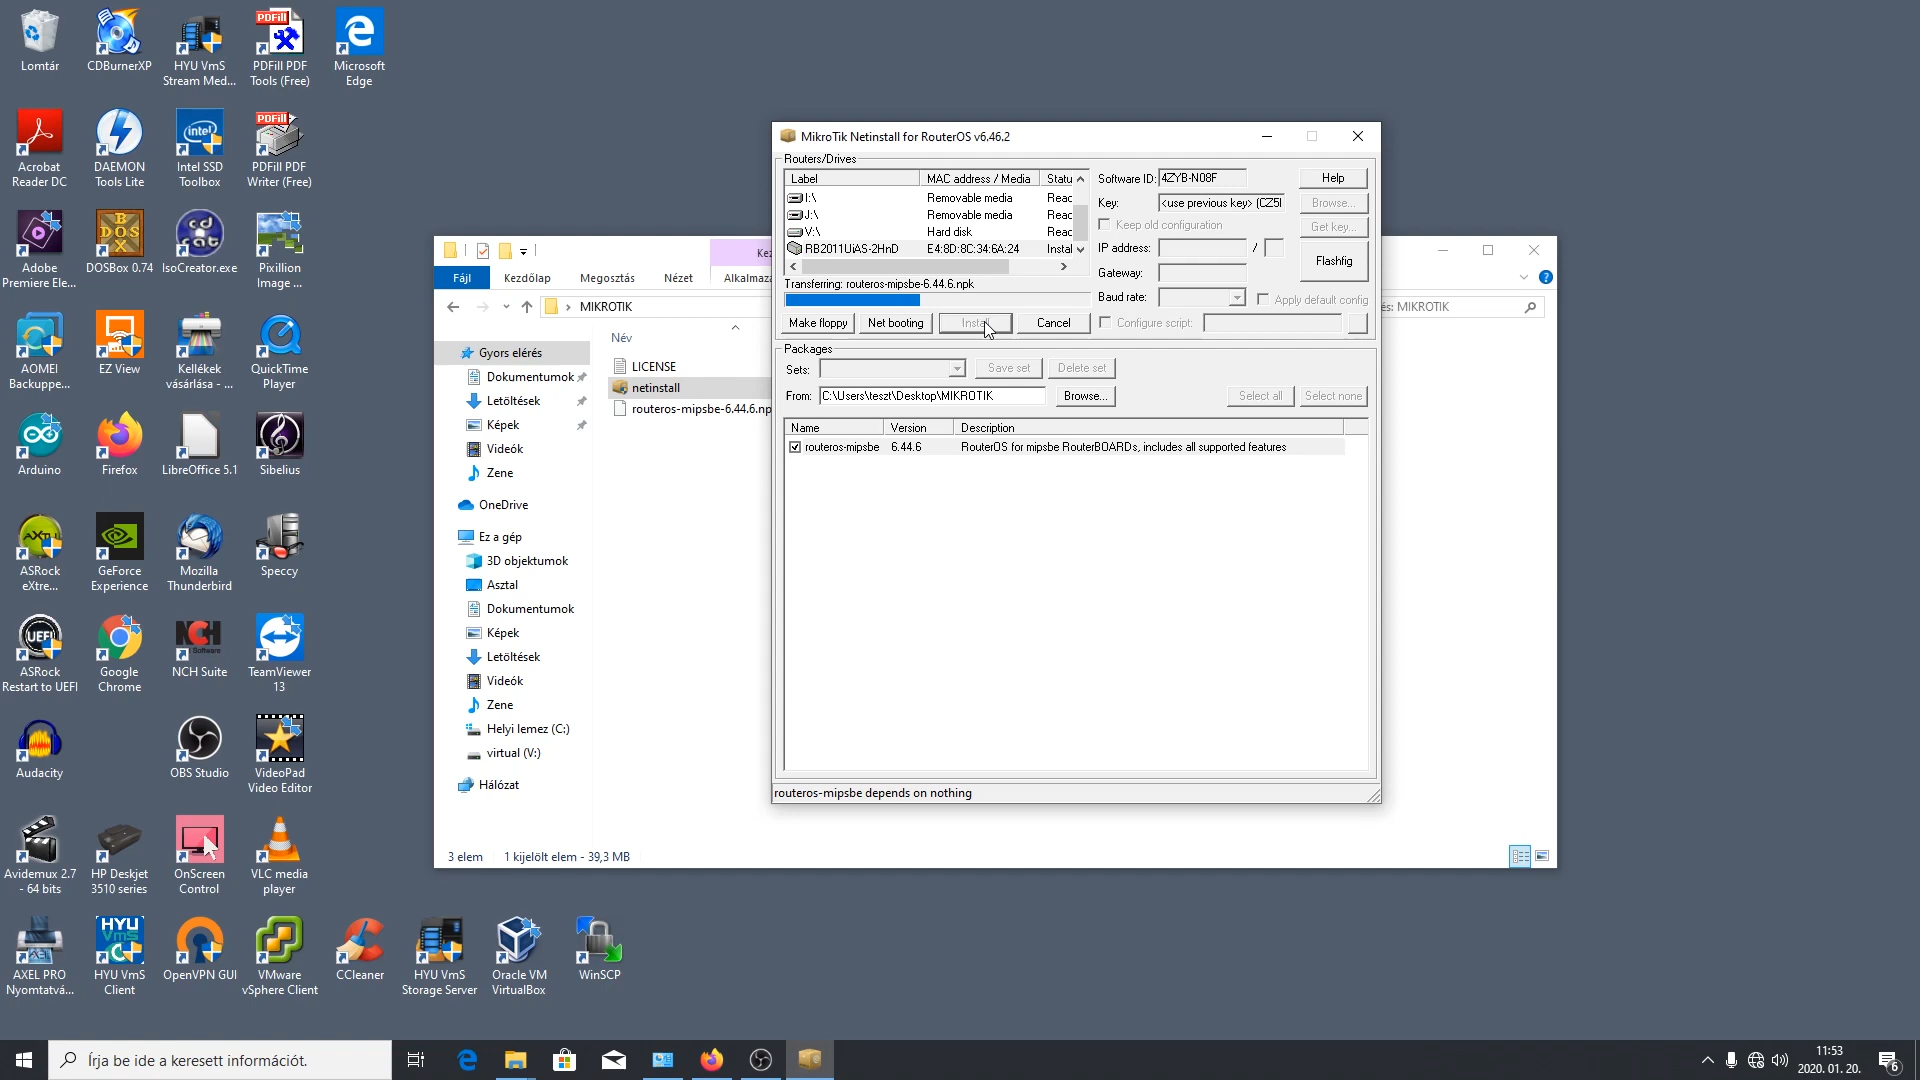 Lomtár
CDBurnerXP
HYU VmS
Stream Med...
PDFill PDF
Tools (Free)
Microsoft
Edge
Acrobat
Reader DC
DAEMON
Tools Lite
Intel SSD
Toolbox
PDFill PDF
Writer (Free)
Adobe
Premiere Ele...
DOSBox 0.74
IsoCreator.exe
Pixillion
Image ...
AOMEI
Backuppe...
EZ View
Kellékek
vásárlása - ...
QuickTime
Player
Arduino
Firefox
LibreOffice 5.1
Sibelius
ASRock
eXtre...
GeForce
Experience
Mozilla
Thunderbird
Speccy
ASRock
Restart to UEFI
Google
Chrome
NCH Suite
TeamViewer
13
Audacity
OBS Studio
VideoPad
Video Editor
Avidemux 2.7
- 64 bits
HP Deskjet
3510 series
OnScreen
Control
VLC media
player
AXEL PRO
Nyomtatvá...
HYU VmS
Client
OpenVPN GUI
VMware
vSphere Client
CCleaner
HYU VmS
Storage Server
Oracle VM
VirtualBox
WinSCP
Fájl
Kezdőlap
Megosztás
Nézet
MIKROTIK
Név
Gyors elérés
Dokumentumok
Letöltések
Képek
Videók
Zene
OneDrive
Ez a gép
3D objektumok
Asztal
Dokumentumok
Képek
Letöltések
Videók
Zene
Helyi lemez (C:)
virtual (V:)
Hálózat
LICENSE
netinstall
routeros-mipsbe-6.44.6.np
3 elem 1 kijelölt elem - 39,3 MB
és: MIKROTIK
MikroTik Netinstall for RouterOS v6.46.2
Routers/Drives
Label MAC address / Media Statu
I:\ Removable media Reac
J:\ Removable media Reac
V:\ Hard disk Reac
RB2011UiAS-2HnD E4:8D:8C:34:6A:24 Instal
Transferring: routeros-mipsbe-6.44.6.npk
Make floppy Net booting Install Cancel
Software ID: 4ZYB-N08F Help
Key: <use previous key> (CZ5I Browse...
Keep old configuration Get key...
IP address: / Flashfig
Gateway:
Baud rate: Apply default config
Configure script:
Packages
Sets: Save set Delete set
From: C:\Users\teszt\Desktop\MIKROTIK Browse... Select all Select none
Name Version Description
routeros-mipsbe 6.44.6 RouterOS for mipsbe RouterBOARDs, includes all supported features
routeros-mipsbe depends on nothing
Írja be ide a keresett információt.
11:53
2020. 01. 20.
6